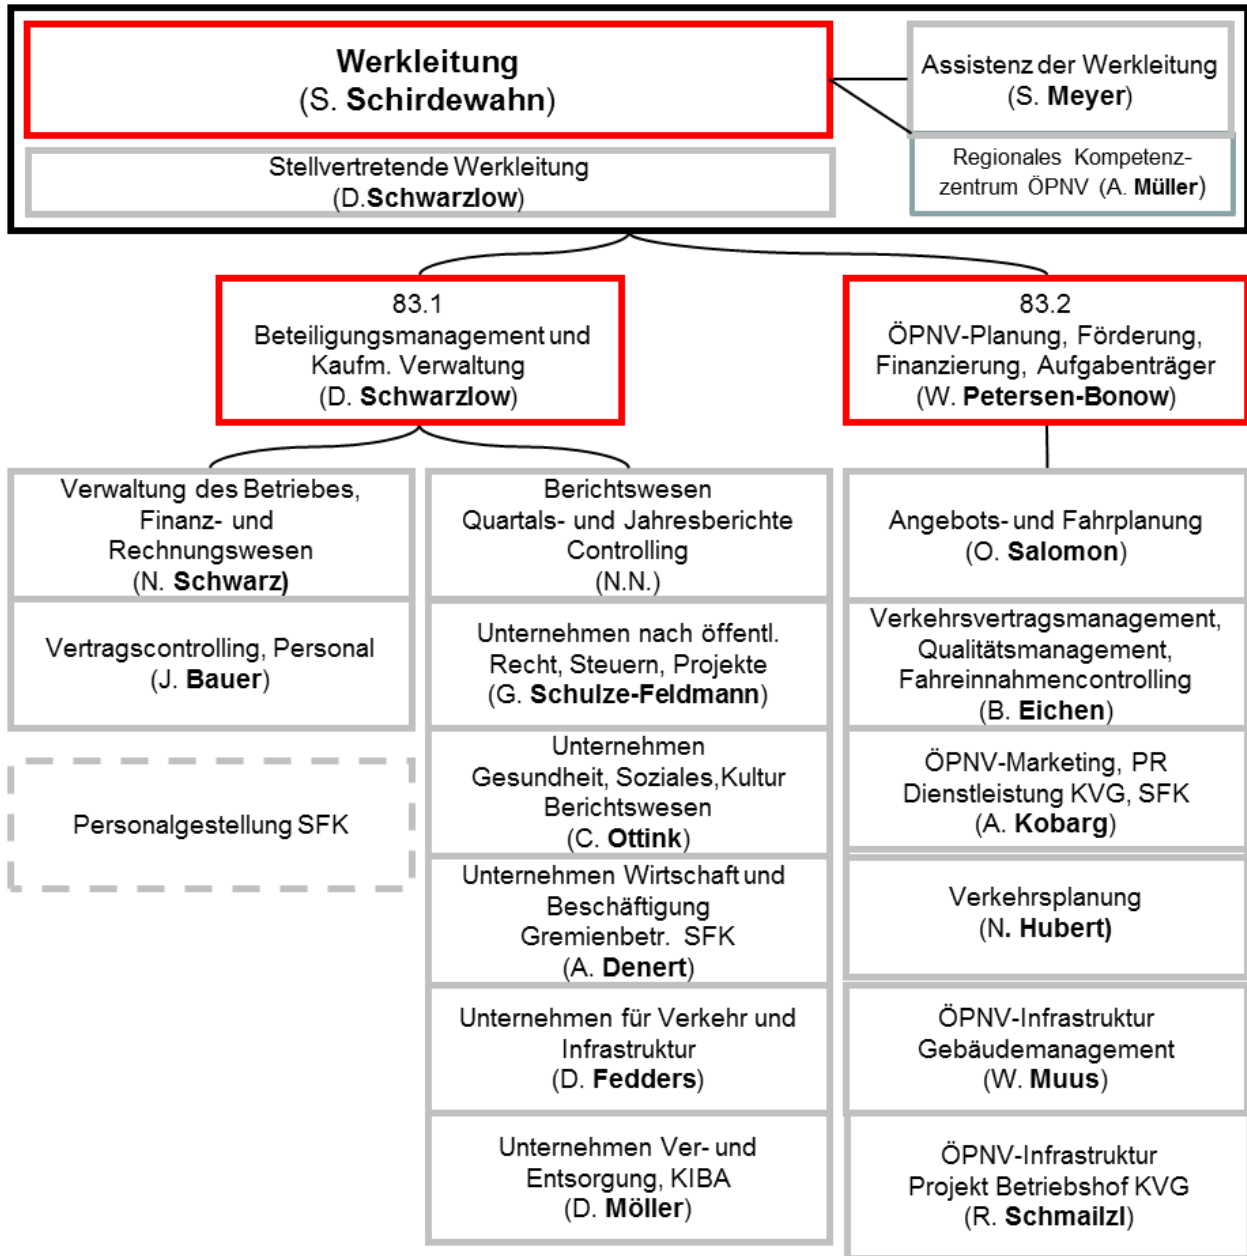 Werkleitung
(S. Schirdewahn)
Assistenz der Werkleitung
(S. Meyer)
Stellvertretende Werkleitung
(D.Schwarzlow)
Regionales Kompetenz-
zentrum ÖPNV (A. Müller)
83.1
Beteiligungsmanagement und
Kaufm. Verwaltung
(D. Schwarzlow)
83.2
ÖPNV-Planung, Förderung,
Finanzierung, Aufgabenträger
(W. Petersen-Bonow)
Verwaltung des Betriebes,
Finanz- und
Rechnungswesen
(N. Schwarz)
Vertragscontrolling, Personal
(J. Bauer)
Personalgestellung SFK
Berichtswesen
Quartals- und Jahresberichte
Controlling
(N.N.)
Unternehmen nach öffentl.
Recht, Steuern, Projekte
(G. Schulze-Feldmann)
Unternehmen
Gesundheit, Soziales,Kultur
Berichtswesen
(C. Ottink)
Unternehmen Wirtschaft und
Beschäftigung
Gremienbetr. SFK
(A. Denert)
Unternehmen für Verkehr und
Infrastruktur
(D. Fedders)
Unternehmen Ver- und
Entsorgung, KIBA
(D. Möller)
Angebots- und Fahrplanung
(O. Salomon)
Verkehrsvertragsmanagement,
Qualitätsmanagement,
Fahreinnahmencontrolling
(B. Eichen)
ÖPNV-Marketing, PR
Dienstleistung KVG, SFK
(A. Kobarg)
Verkehrsplanung
(N. Hubert)
ÖPNV-Infrastruktur
Gebäudemanagement
(W. Muus)
ÖPNV-Infrastruktur
Projekt Betriebshof KVG
(R. Schmailzl)